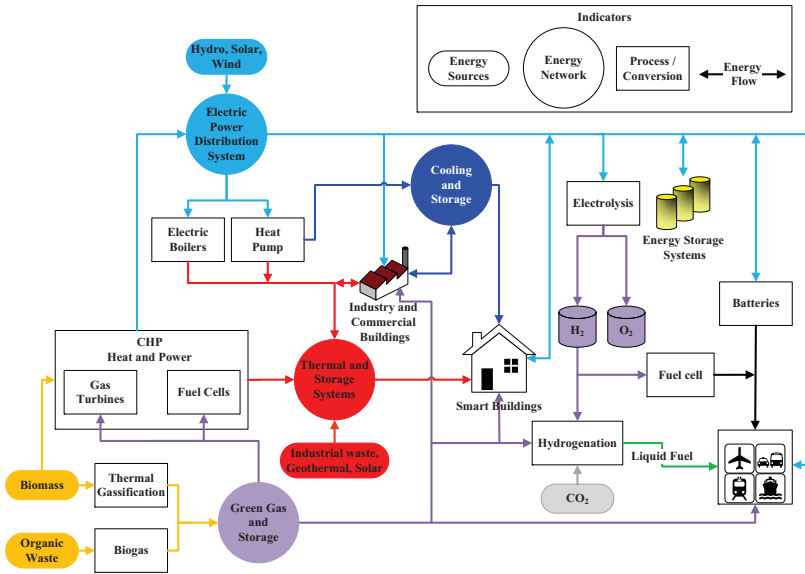 Indicators
Energy
Sources
Energy
Network
Process /
Conversion
Energy
Flow
Hydro, Solar,
Wind
Electric
Power
Distribution
System
Cooling
and
Storage
Electrolysis
Energy Storage
Systems
Electric
Boilers
Heat
Pump
Industry and
Commercial
Buildings
H₂
O₂
Batteries
CHP
Heat and Power
Gas
Turbines
Fuel Cells
Thermal and
Storage
Systems
Smart Buildings
Fuel cell
Industrial waste,
Geothermal, Solar
Hydrogenation
Liquid Fuel
Biomass
Thermal
Gassification
Green Gas
and
Storage
CO₂
Organic
Waste
Biogas